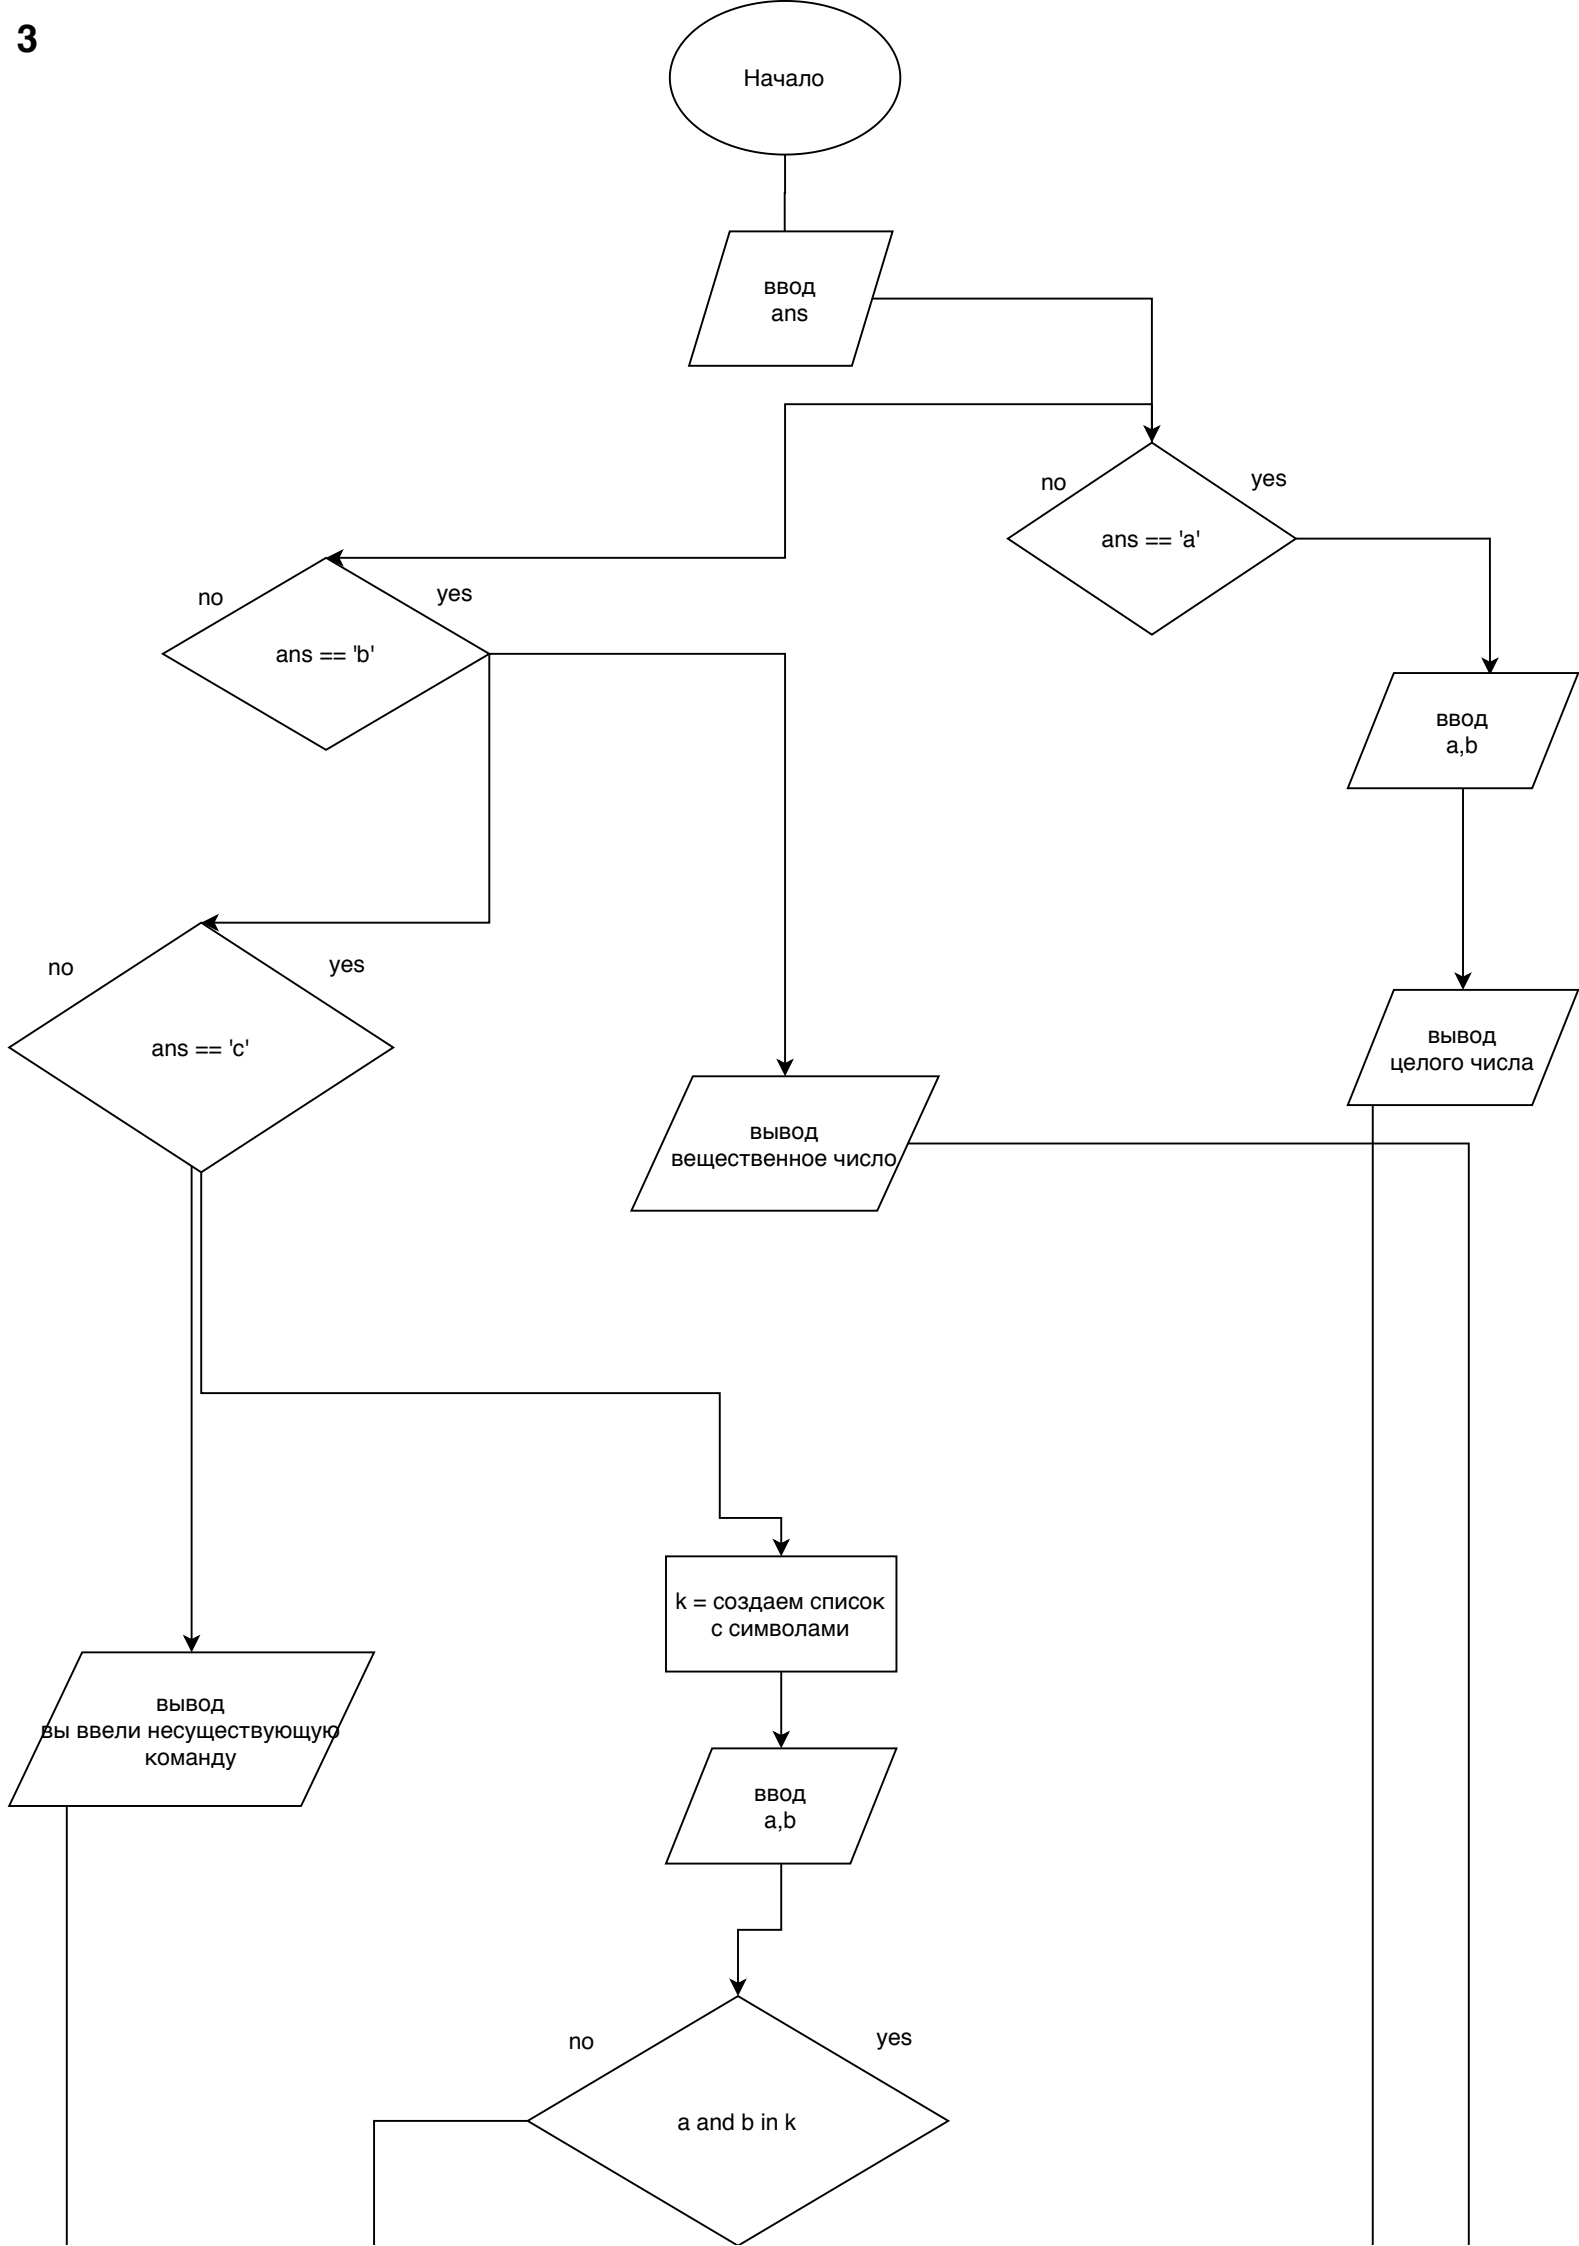 3
Начало
ввод
ans
no
yes
ans == 'a'
no
yes
ans == 'b'
ввод
a,b
no
yes
ans == 'c'
вывод
целого числа
вывод
вещественное число
k = создаем список
с символами
вывод
вы ввели несуществующую
команду
ввод
a,b
no
yes
a and b in k